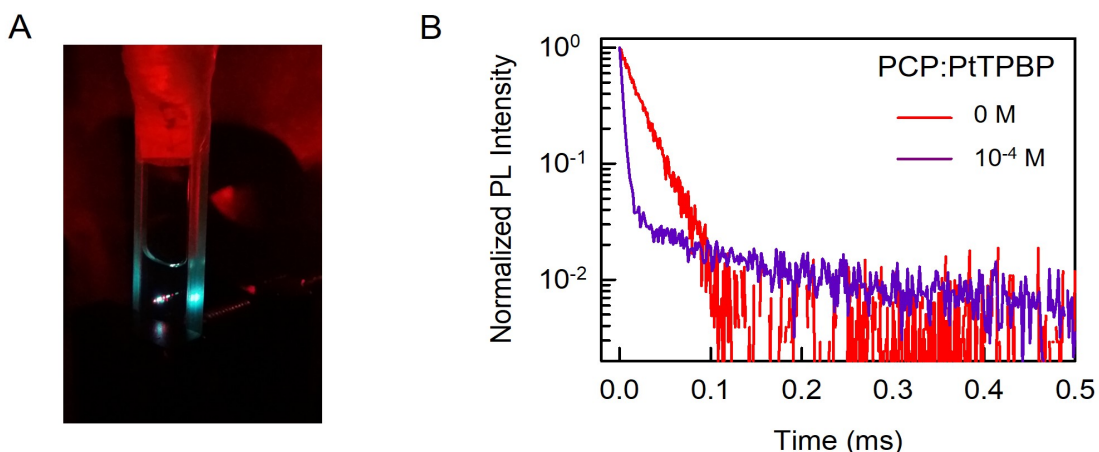 A
B
Normalized PL Intensity
10⁰
10⁻¹
10⁻²
PCP:PtTPBP
0 M
10⁻⁴ M
0.0 0.1 0.2 0.3 0.4 0.5
Time (ms)